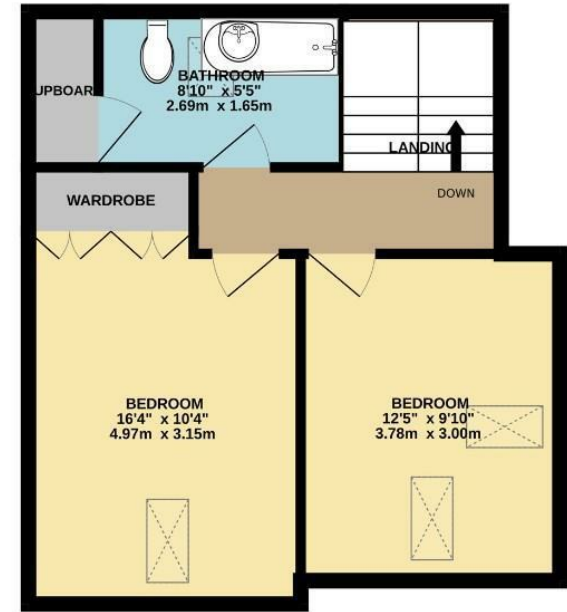 BATHROOM
8'10" x 5'5"
2.69m x 1.65m
UPBOAR
LANDING
DOWN
WARDROBE
BEDROOM
16'4" x 10'4"
4.97m x 3.15m
BEDROOM
12'5" x 9'10"
3.78m x 3.00m